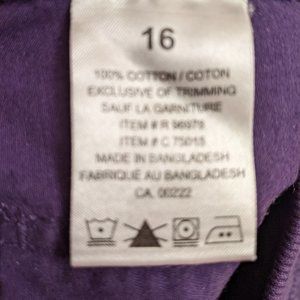 16
100% COTTON / COTON
EXCLUSIVE OF TRIMMING
SAUF LA GARNITURE
ITEM # R 56979
ITEM # C 75015
MADE IN BANGLADESH
FABRIQUE AU BANGLADESH
CA 00222